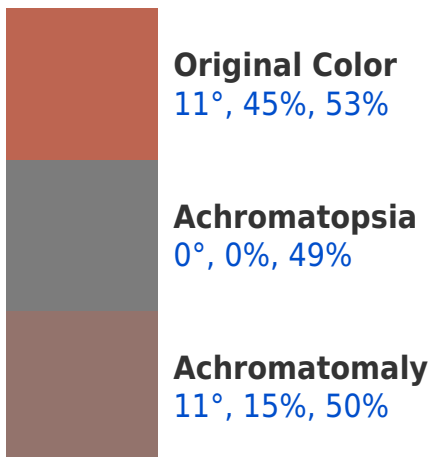 Original Color
11°, 45%, 53%
Achromatopsia
0°, 0%, 49%
Achromatomaly
11°, 15%, 50%